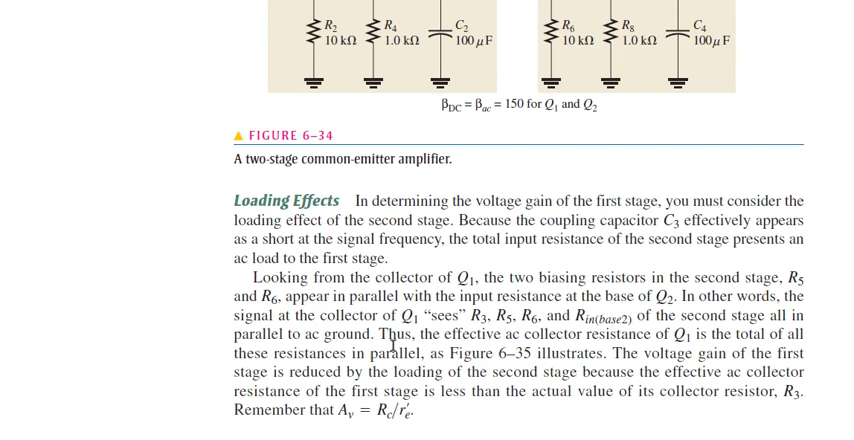 R2 R4 C2 R6 R8 C4
10 kΩ 1.0 kΩ 100 μF 10 kΩ 1.0 kΩ 100 μF
βDC = βac = 150 for Q1 and Q2
▲ FIGURE 6–34
A two-stage common-emitter amplifier.
Loading Effects In determining the voltage gain of the first stage, you must consider the
loading effect of the second stage. Because the coupling capacitor C3 effectively appears
as a short at the signal frequency, the total input resistance of the second stage presents an
ac load to the first stage.
Looking from the collector of Q1, the two biasing resistors in the second stage, R5
and R6, appear in parallel with the input resistance at the base of Q2. In other words, the
signal at the collector of Q1 “sees” R3, R5, R6, and Rin(base2) of the second stage all in
parallel to ac ground. Thus, the effective ac collector resistance of Q1 is the total of all
these resistances in parallel, as Figure 6–35 illustrates. The voltage gain of the first
stage is reduced by the loading of the second stage because the effective ac collector
resistance of the first stage is less than the actual value of its collector resistor, R3.
Remember that Av = Rc/r′e.